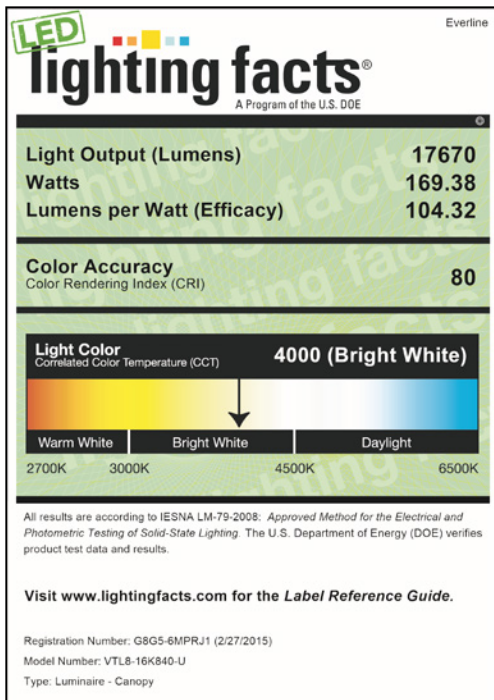 Everline
LED
lighting facts®
A Program of the U.S. DOE
Light Output (Lumens) 17670
Watts 169.38
Lumens per Watt (Efficacy) 104.32
Color Accuracy
Color Rendering Index (CRI) 80
Light Color
Correlated Color Temperature (CCT) 4000 (Bright White)
Warm White Bright White Daylight
2700K 3000K 4500K 6500K
All results are according to IESNA LM-79-2008: Approved Method for the Electrical and
Photometric Testing of Solid-State Lighting. The U.S. Department of Energy (DOE) verifies
product test data and results.
Visit www.lightingfacts.com for the Label Reference Guide.
Registration Number: G8G5-6MPRJ1 (2/27/2015)
Model Number: VTL8-16K840-U
Type: Luminaire - Canopy